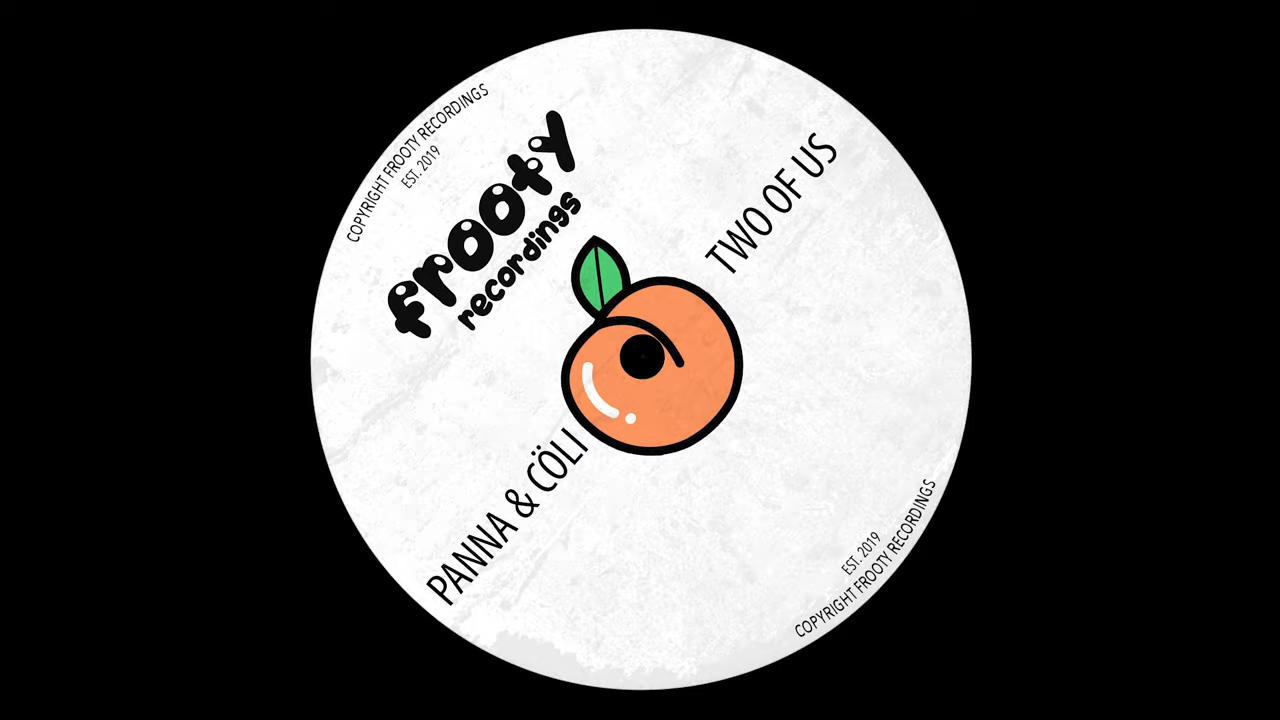 COPYRIGHT FROOTY RECORDINGS
EST. 2019
frooty
recordings
TWO OF US
PANNA & CÖLI
EST. 2019
COPYRIGHT FROOTY RECORDINGS